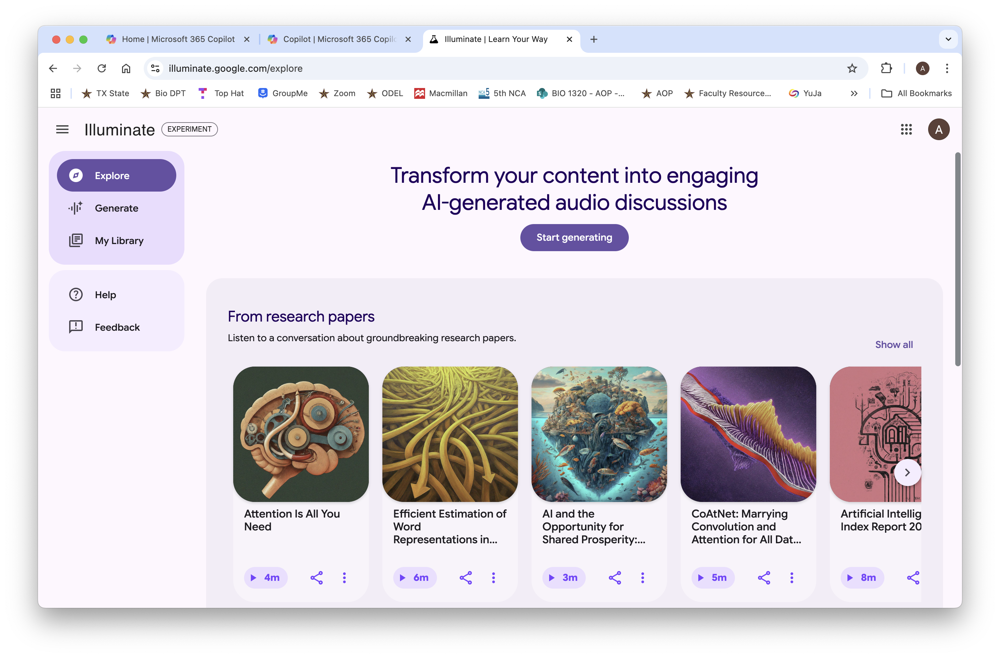 Home | Microsoft 365 Copilot
Copilot | Microsoft 365 Copil
Illuminate | Learn Your Way
illuminate.google.com/explore
A
TX State
Bio DPT
Top Hat
GroupMe
Zoom
ODEL
Macmillan
NCA 5
5th NCA
S
BIO 1320 - AOP -...
AOP
Faculty Resource...
YuJa
All Bookmarks
Illuminate
EXPERIMENT
A
Explore
Generate
My Library
Help
Feedback
Transform your content into engaging
AI-generated audio discussions
Start generating
From research papers
Listen to a conversation about groundbreaking research papers.
Show all
Attention Is All You
Need
4m
Efficient Estimation of
Word
Representations in...
6m
AI and the
Opportunity for
Shared Prosperity:...
3m
CoAtNet: Marrying
Convolution and
Attention for All Dat...
5m
Artificial Intellig
Index Report 20
8m